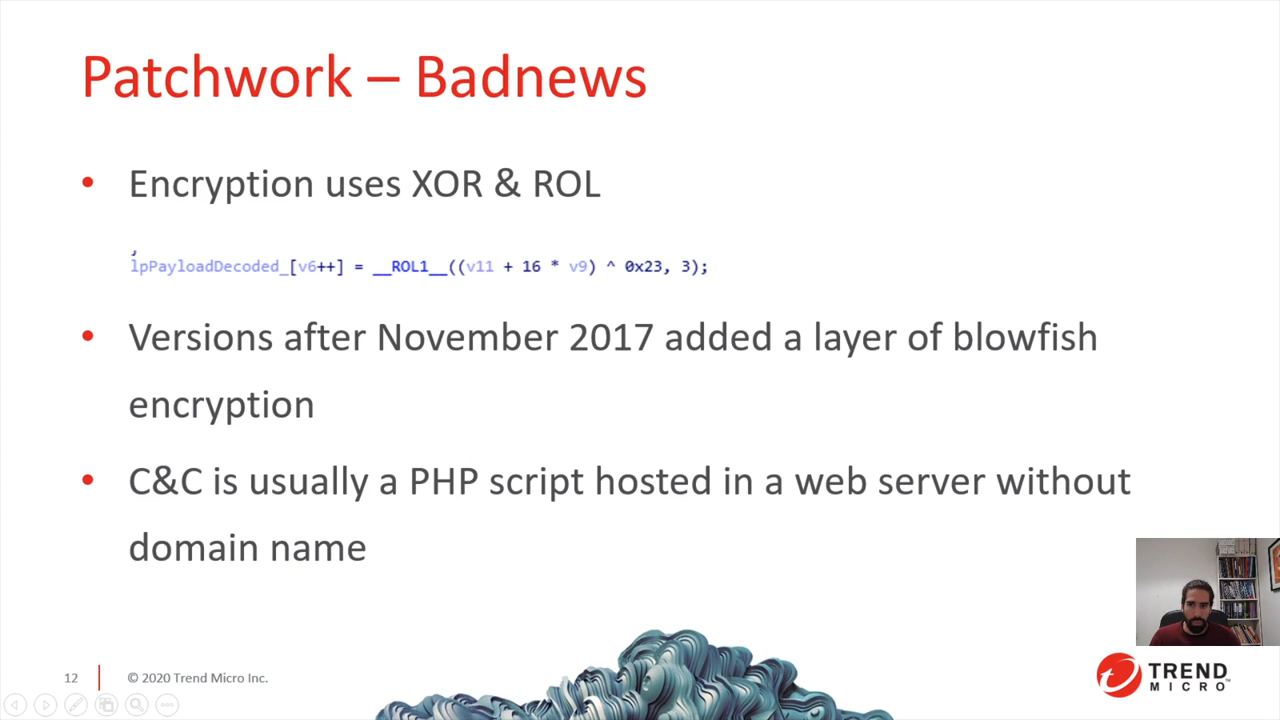 Patchwork – Badnews
• Encryption uses XOR & ROL
lpPayloadDecoded_[v6++] = __ROL1__((v11 + 16 * v9) ^ 0x23, 3);
• Versions after November 2017 added a layer of blowfish
encryption
• C&C is usually a PHP script hosted in a web server without
domain name
12
© 2020 Trend Micro Inc.
TREND
MICRO™